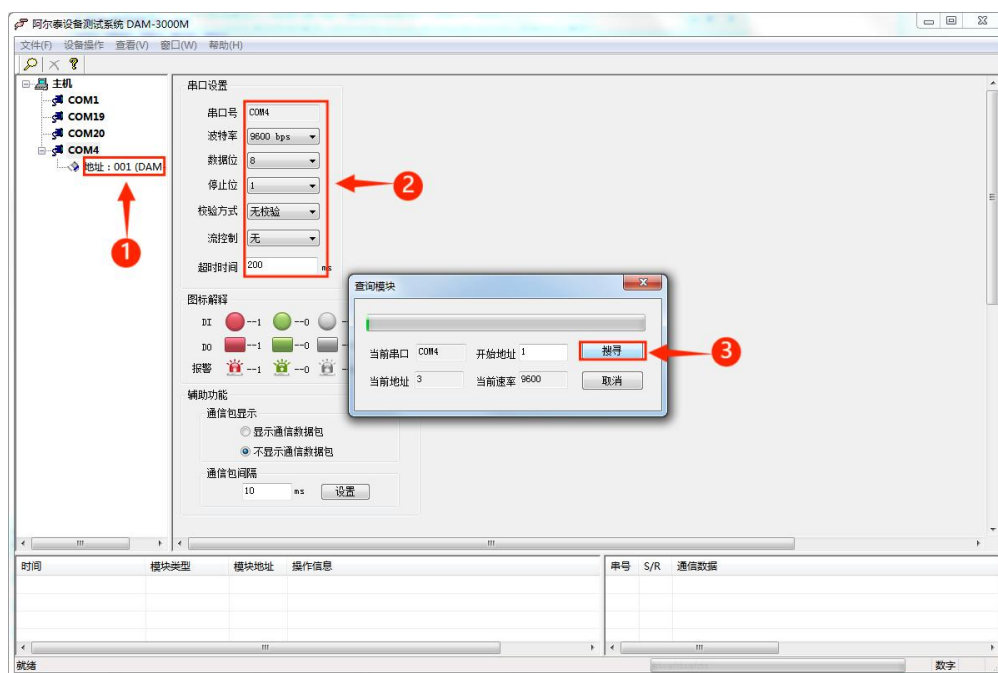 阿尔泰设备测试系统 DAM-3000M
文件(F) 设备操作 查看(V) 窗口(W) 帮助(H)
主机
COM1
COM19
COM20
COM4
地址：001 (DAM-
1
串口设置
串口号 COM4
波特率 9600 bps
数据位 8
停止位 1
校验方式 无校验
流控制 无
超时时间 200 ms
2
图标解释
DI --1 --0 -
DO --1 --0 -
报警 --1 --0 -
辅助功能
通信包显示
显示通信数据包
不显示通信数据包
通信包间隔
10 ms 设置
查询模块
当前串口 COM4 开始地址 1 搜寻
当前地址 3 当前速率 9600 取消
3
时间 模块类型 模块地址 操作信息
串号 S/R 通信数据
就绪 数字